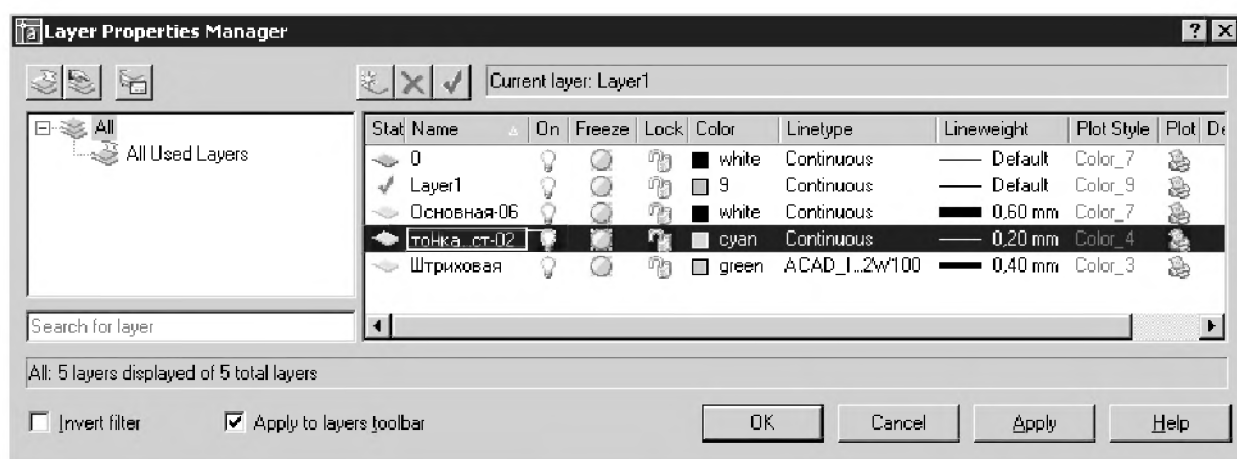 Layer Properties Manager
Current layer: Layer1
All
All Used Layers
Search for layer
Stat Name On Freeze Lock Color Linetype Lineweight Plot Style Plot De
0 white Continuous Default Color_7
Layer1 9 Continuous Default Color_9
Основная-06 white Continuous 0,60 mm Color_7
тоНка...ст-02 cyan Continuous 0,20 mm Color_4
Штриховая green ACAD_I...2W100 0,40 mm Color_3
All: 5 layers displayed of 5 total layers
Invert filter Apply to layers toolbar OK Cancel Apply Help